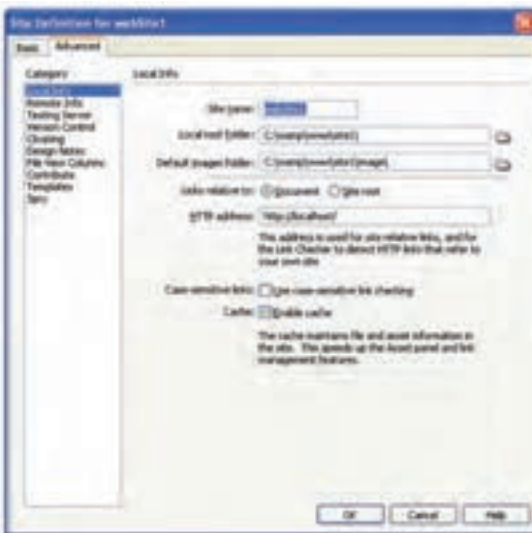 Site Definition for webSite1
Basic Advanced
Category
Local Info
Remote Info
Testing Server
Version Control
Cloaking
Design Notes
File View Columns
Contribute
Templates
Spry
Local Info
Site name:
Local root folder:
Default images folder:
Links relative to: Document Site root
HTTP address: http://localhost/
This address is used for site relative links, and for
the Link Checker to detect HTTP links that refer to
your own site
Case-sensitive links: Use case-sensitive link checking
Cache: Enable cache
The cache maintains file and asset information in
the site. This speeds up the Asset panel and link
management features.
OK Cancel Help